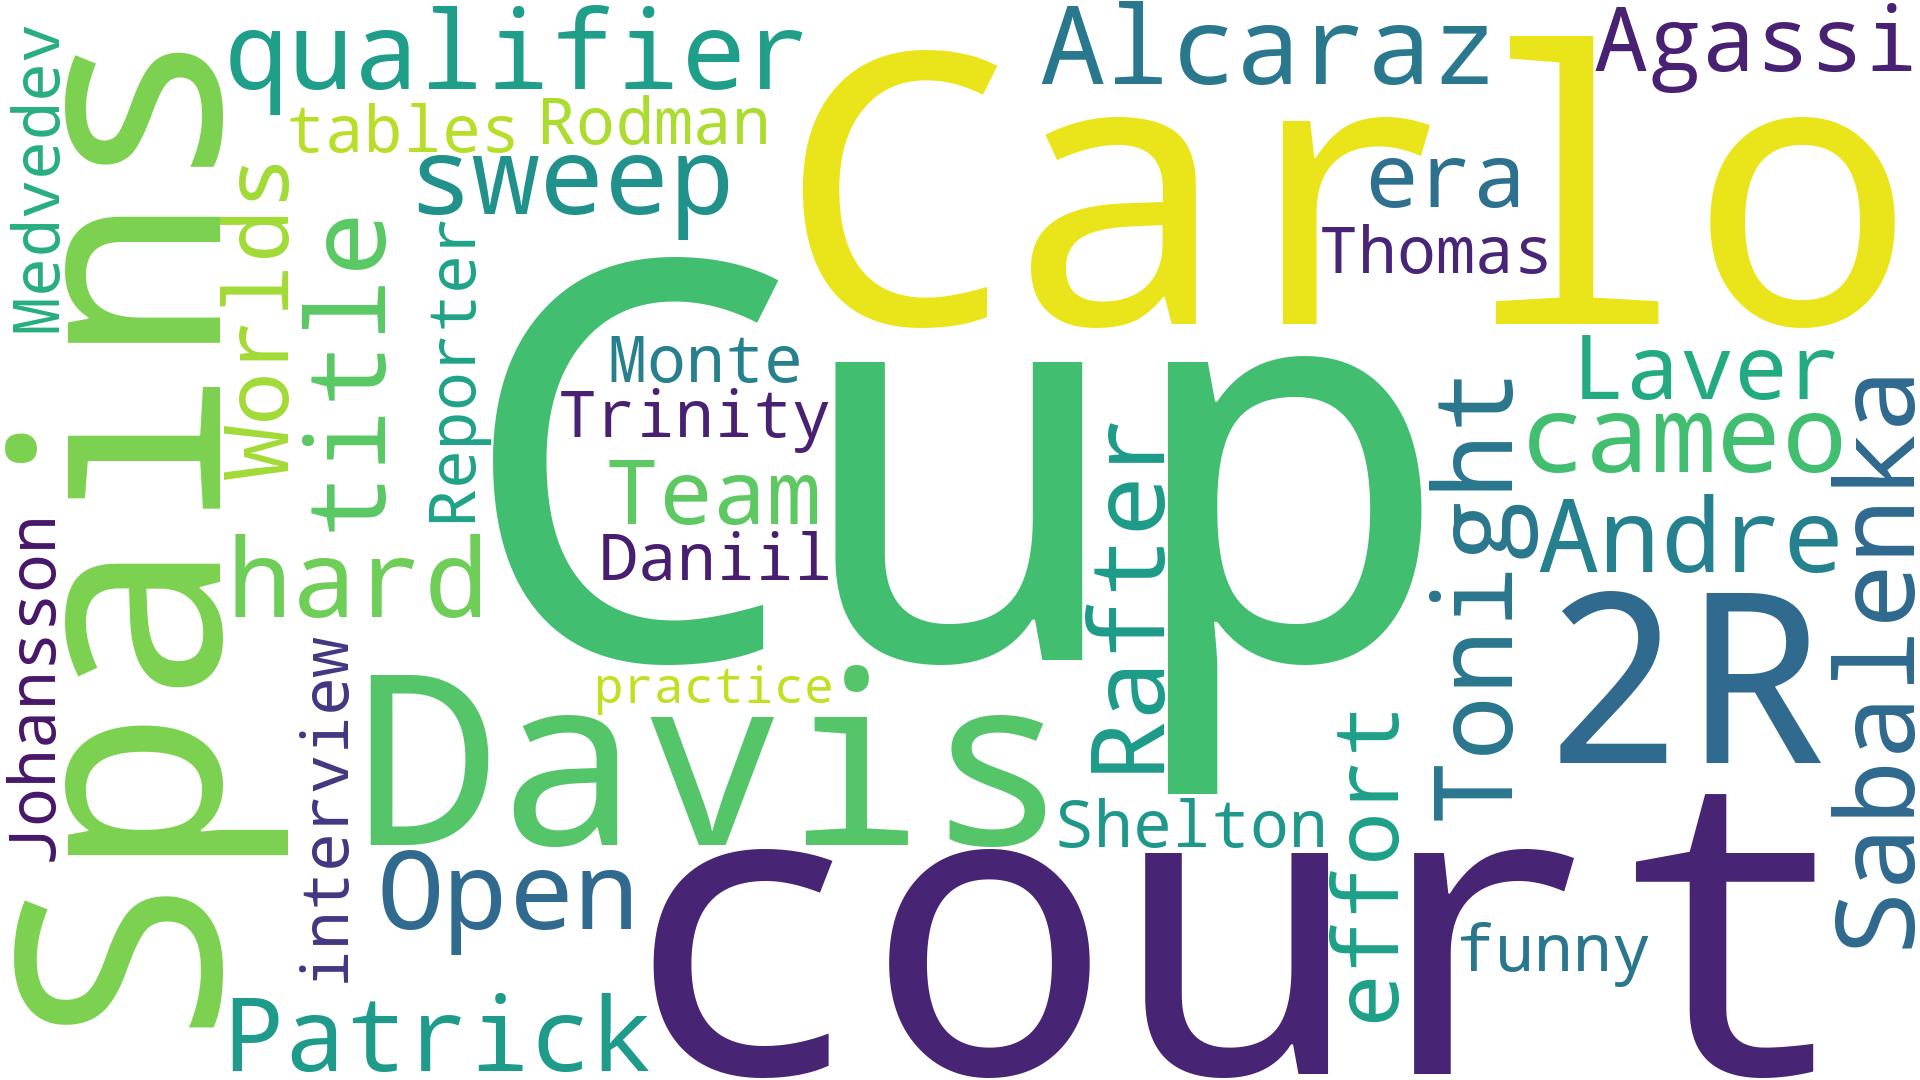 qualifier
Alcaraz
Agassi
Medvedev
Spains
tables
Rodman
Carlo
sweep
era
Worlds
title
Reporter
Thomas
Cup
Monte
Trinity
Team
Daniil
Laver
cameo
Tonight
Sabalenka
Rafter
Andre
hard
Johansson
2R
interview
Davis
practice
effort
Shelton
Open
court
funny
Patrick